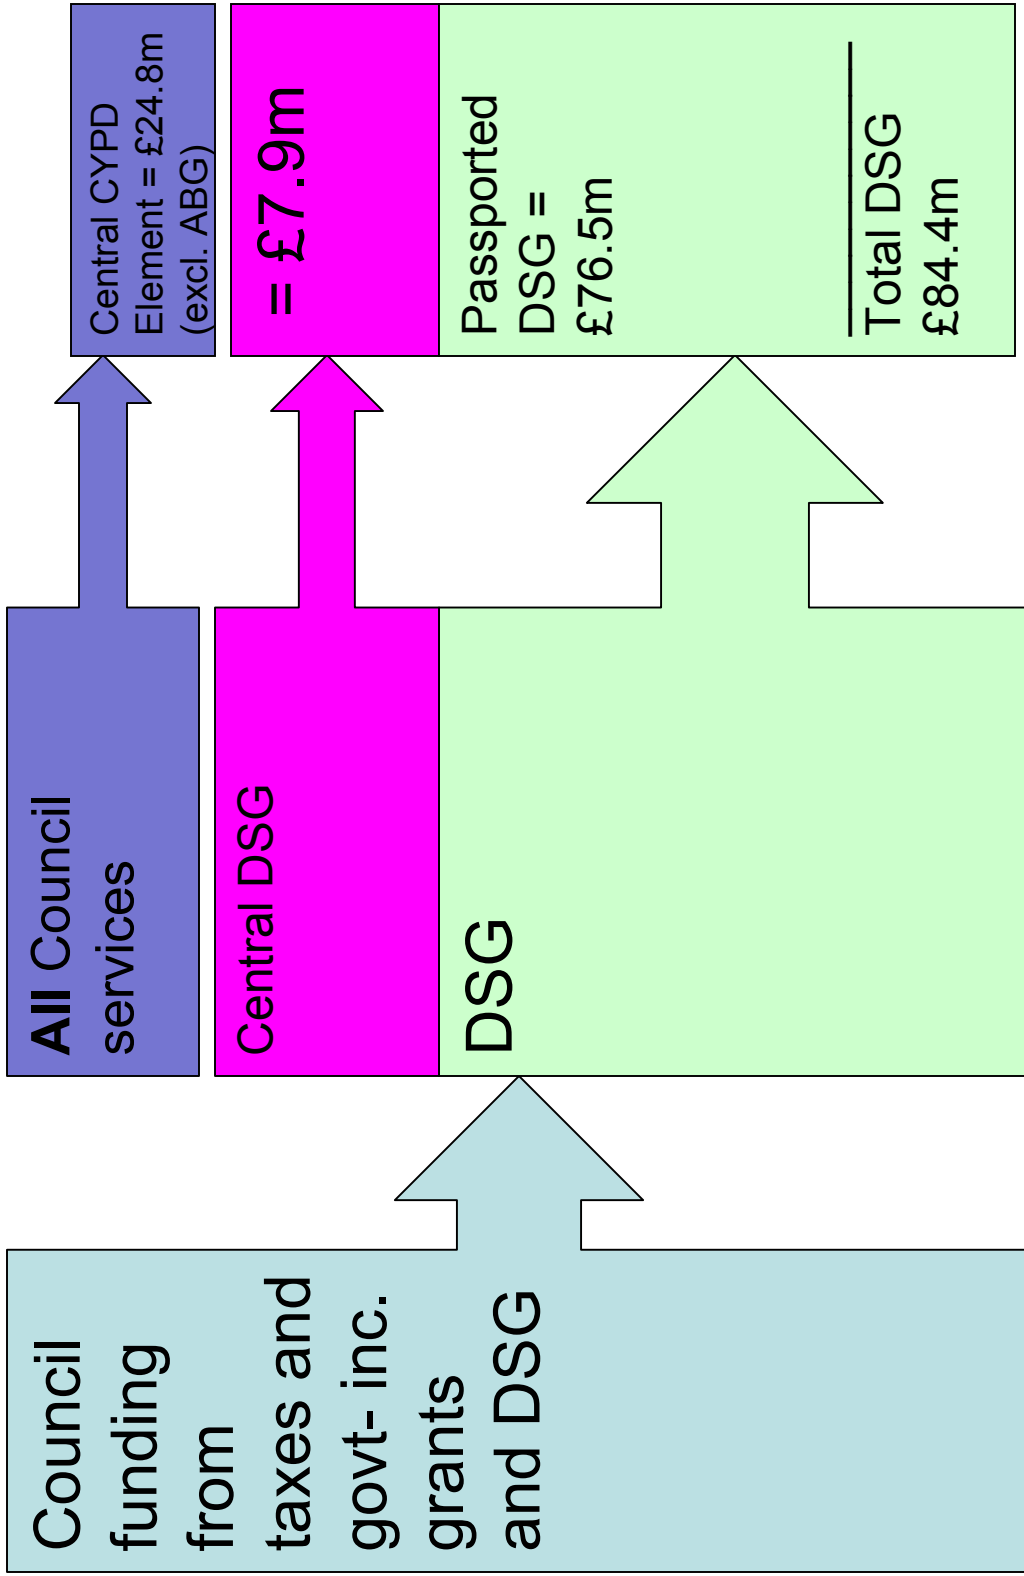 Council
funding
from
taxes and
govt- inc.
grants
and DSG
All Council
services
Central DSG
DSG
Central CYPD
Element = £24.8m
(excl. ABG)
= £7.9m
Passported
DSG =
£76.5m
Total DSG
£84.4m